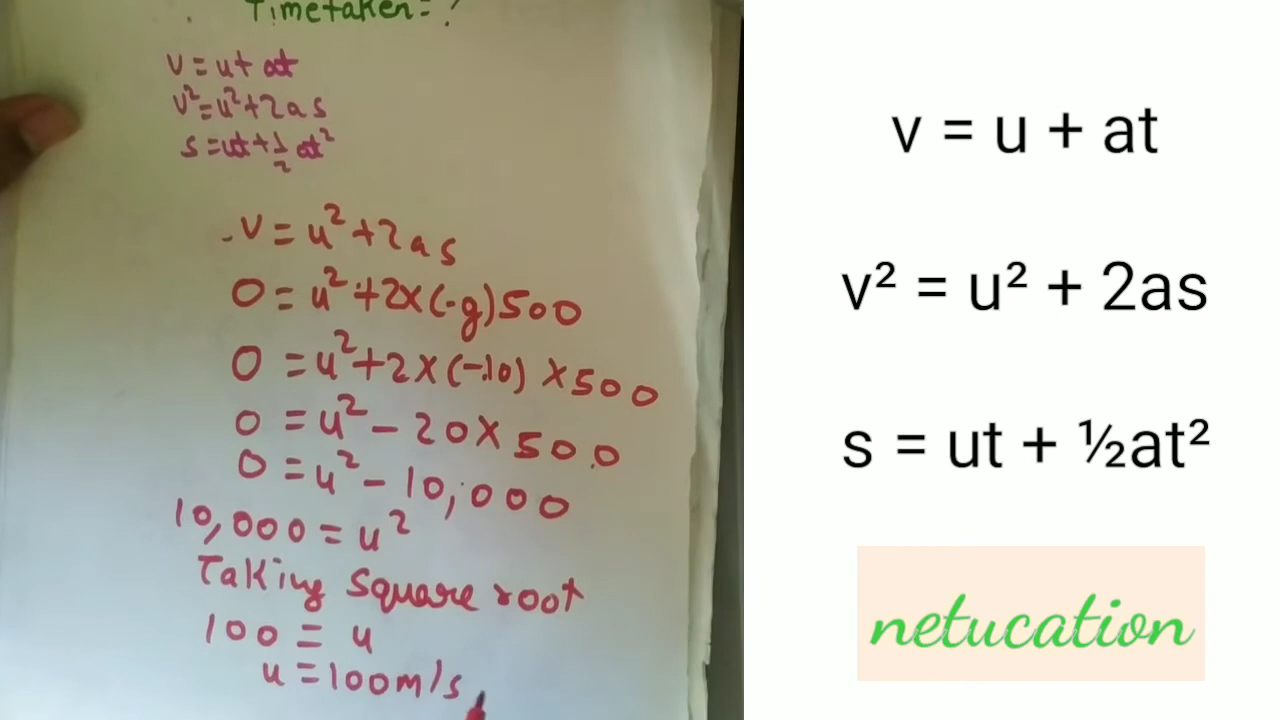 Timetaken= ?
v = u+ at
v²=u²+2as
s =ut+½at²
v = u²+2as
0 = u²+2×(-g)500
0 = u²+2×(-10)×500
0 = u²-20×500
0 = u²-10,000
10,000=u²
Taking square root
100 = u
u =100m/s
v = u + at
v² = u² + 2as
s = ut + ½at²
netucation